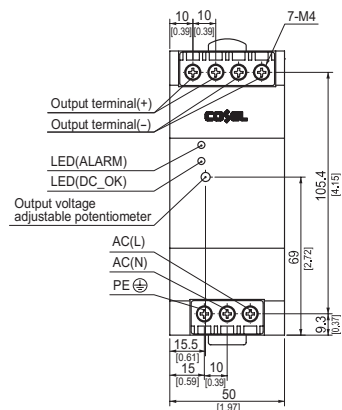 10 10 7-M4
[0.39] [0.39]
Output terminal(+)
Output terminal(−)
COSEL
LED(ALARM)
LED(DC_OK)
Output voltage
adjustable potentiometer
105.4
[4.15]
69
[2.72]
AC(L)
AC(N)
PE
9.3
[0.37]
15.5
[0.61]
15 10
[0.59] [0.39]
50
[1.97]